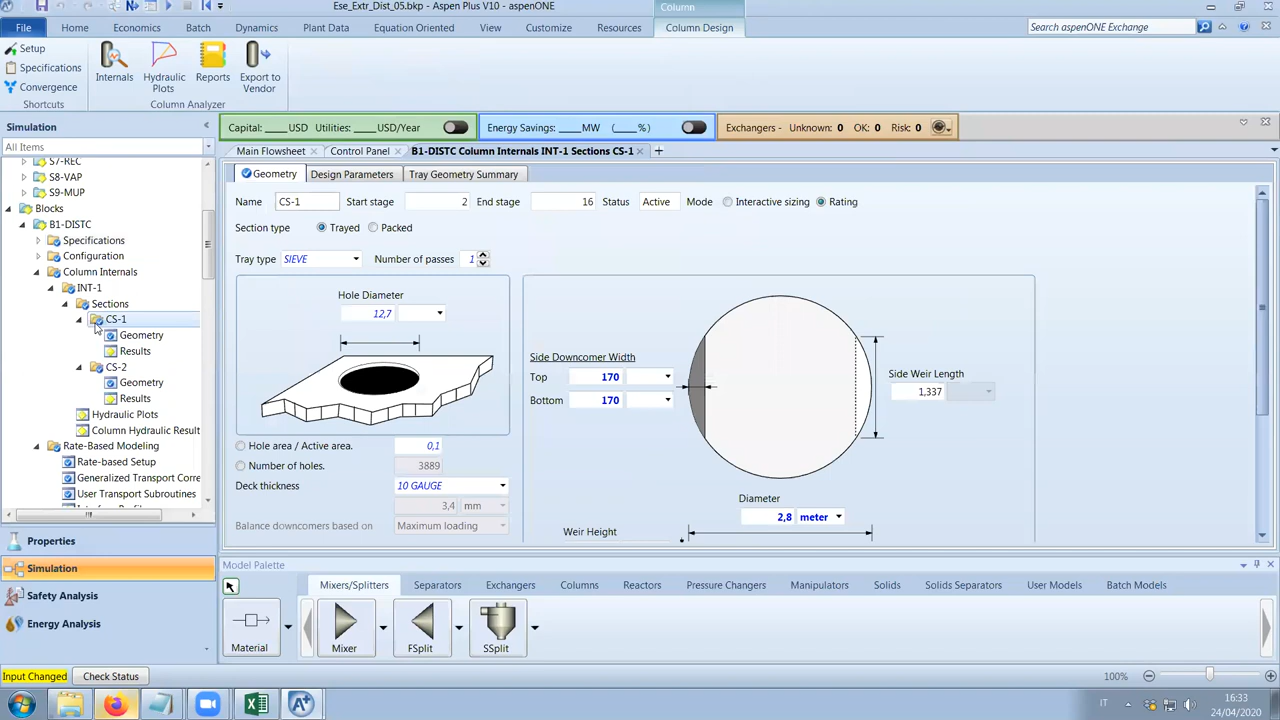 Ese_Extr_Dist_05.bkp - Aspen Plus V10 - aspenONE
Column
File Home Economics Batch Dynamics Plant Data Equation Oriented View Customize Resources Column Design
Search aspenONE Exchange
Setup
Specifications
Convergence
Shortcuts
Internals
Hydraulic
Plots
Reports
Export to
Vendor
Column Analyzer
Simulation
All Items
Capital: ____ USD Utilities: ____ USD/Year
Energy Savings: ____ MW (____%)
Exchangers - Unknown: 0 OK: 0 Risk: 0
Main Flowsheet Control Panel B1-DISTC Column Internals INT-1 Sections CS-1
S7-REC
S8-VAP
S9-MUP
Blocks
B1-DISTC
Specifications
Configuration
Column Internals
INT-1
Sections
CS-1
Geometry
Results
CS-2
Geometry
Results
Hydraulic Plots
Column Hydraulic Result
Rate-Based Modeling
Rate-based Setup
Generalized Transport Corre
User Transport Subroutines
Properties
Simulation
Safety Analysis
Energy Analysis
Geometry Design Parameters Tray Geometry Summary
Name CS-1 Start stage 2 End stage 16 Status Active Mode Interactive sizing Rating
Section type Trayed Packed
Tray type SIEVE Number of passes 1
Hole Diameter
12,7
Hole area / Active area. 0,1
Number of holes. 3889
Deck thickness 10 GAUGE
3,4 mm
Balance downcomers based on Maximum loading
Side Downcomer Width
Top 170
Bottom 170
Side Weir Length
1,337
Diameter
2,8 meter
Weir Height
Model Palette
Mixers/Splitters Separators Exchangers Columns Reactors Pressure Changers Manipulators Solids Solids Separators User Models Batch Models
Material Mixer FSplit SSplit
Input Changed Check Status
100%
IT
16:33
24/04/2020